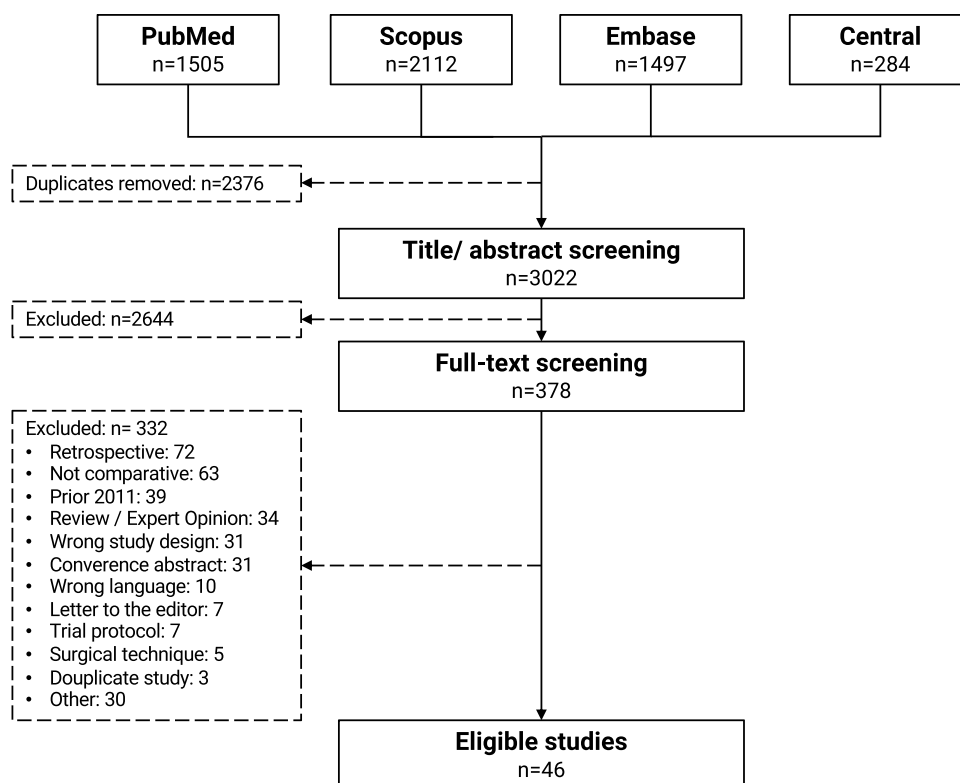 PubMed
n=1505
Scopus
n=2112
Embase
n=1497
Central
n=284
Duplicates removed: n=2376
Title/ abstract screening
n=3022
Excluded: n=2644
Full-text screening
n=378
Excluded: n= 332
• Retrospective: 72
• Not comparative: 63
• Prior 2011: 39
• Review / Expert Opinion: 34
• Wrong study design: 31
• Converence abstract: 31
• Wrong language: 10
• Letter to the editor: 7
• Trial protocol: 7
• Surgical technique: 5
• Douplicate study: 3
• Other: 30
Eligible studies
n=46